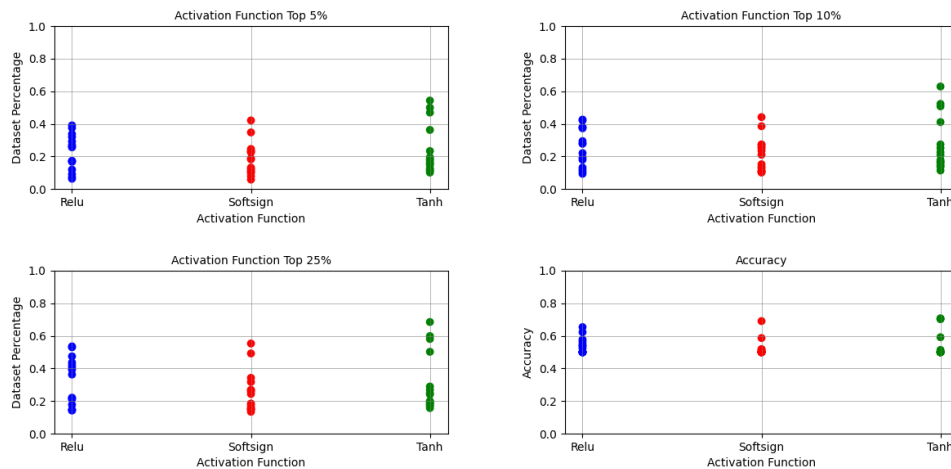 Activation Function Top 5%
1.0
0.8
0.6
0.4
0.2
0.0
Dataset Percentage
Relu
Softsign
Tanh
Activation Function
Activation Function Top 10%
1.0
0.8
0.6
0.4
0.2
0.0
Dataset Percentage
Relu
Softsign
Tanh
Activation Function
Activation Function Top 25%
1.0
0.8
0.6
0.4
0.2
0.0
Dataset Percentage
Relu
Softsign
Tanh
Activation Function
Accuracy
1.0
0.8
0.6
0.4
0.2
0.0
Accuracy
Relu
Softsign
Tanh
Activation Function